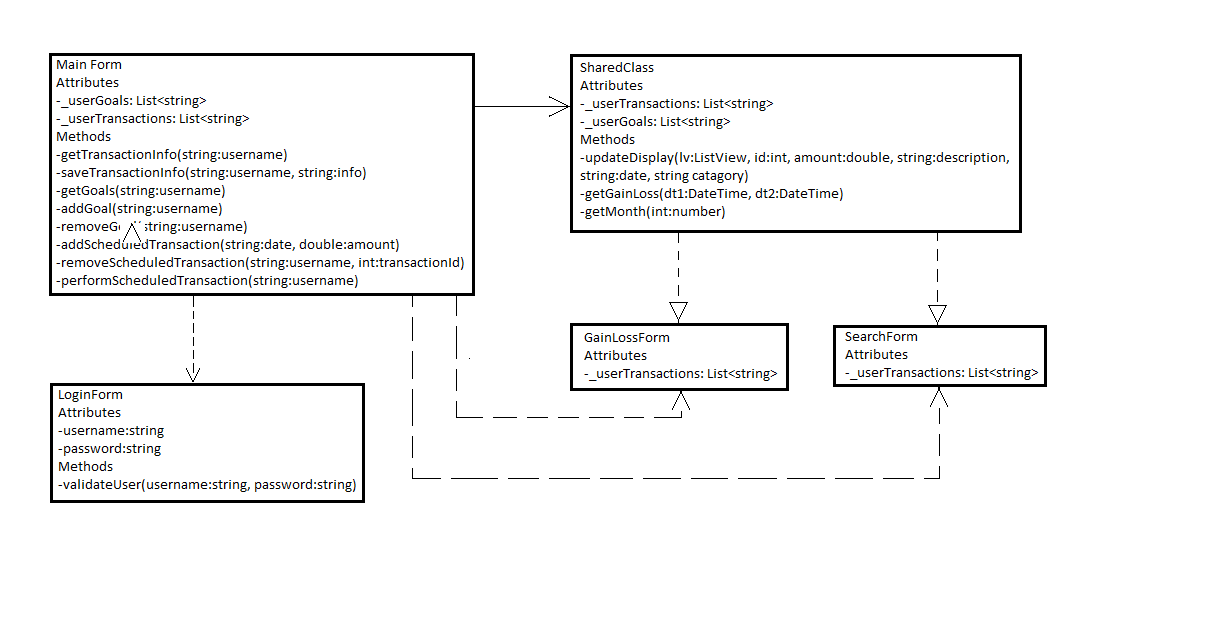 Main Form
Attributes
-_userGoals: List<string>
-_userTransactions: List<string>
Methods
-getTransactionInfo(string:username)
-saveTransactionInfo(string:username, string:info)
-getGoals(string:username)
-addGoal(string:username)
string:username)
-addScheduledTransaction(string:date, double:amount)
-removeScheduledTransaction(string:username, int:transactionId)
-performScheduledTransaction(string:username)
SharedClass
Attributes
-_userTransactions: List<string>
-_userGoals: List<string>
Methods
-updateDisplay(lv:ListView, id:int, amount:double, string:description,
string:date, string catagory)
-getGainLoss(dt1:DateTime, dt2:DateTime)
-getMonth(int:number)
GainLossForm
Attributes
-_userTransactions: List<string>
SearchForm
Attributes
-_userTransactions: List<string>
LoginForm
Attributes
-username:string
-password:string
Methods
-validateUser(username:string, password:string)